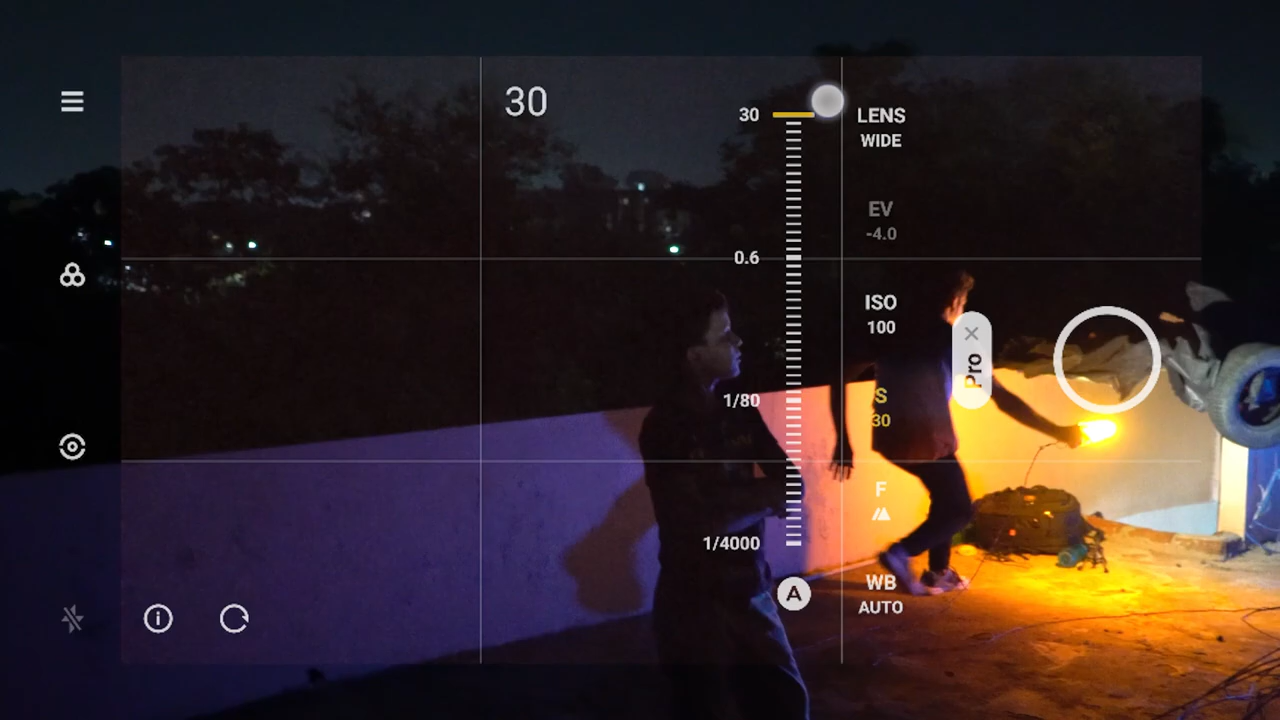 30
30
0.6
1/80
1/4000
A
LENS
WIDE
EV
-4.0
ISO
100
S
30
F
WB
AUTO
Pro